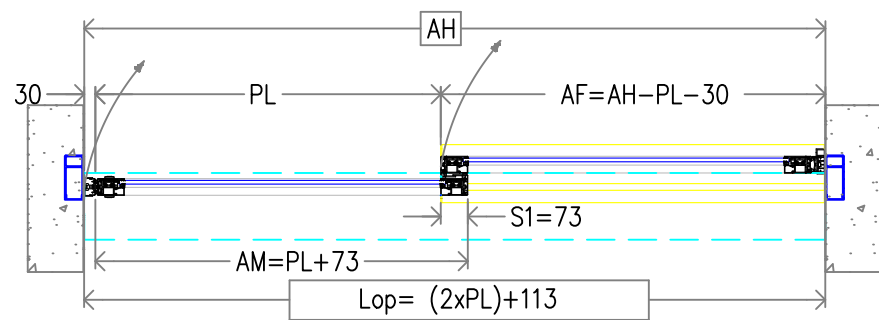 AH
30
PL
AF=AH-PL-30
S1=73
AM=PL+73
Lop= (2xPL)+113